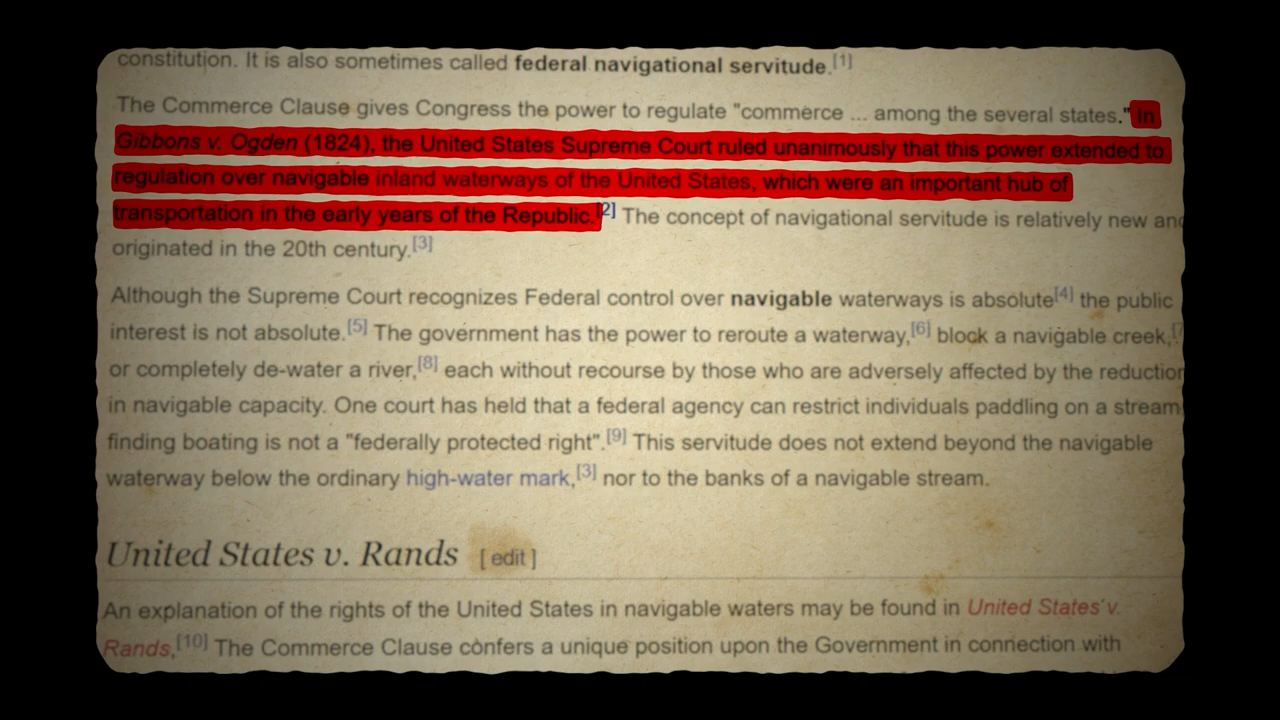 constitution. It is also sometimes called federal navigational servitude.[1]
The Commerce Clause gives Congress the power to regulate "commerce ... among the several states." In
Gibbons v. Ogden (1824), the United States Supreme Court ruled unanimously that this power extended to
regulation over navigable inland waterways of the United States, which were an important hub of
transportation in the early years of the Republic.[2] The concept of navigational servitude is relatively new and
originated in the 20th century.[3]
Although the Supreme Court recognizes Federal control over navigable waterways is absolute[4] the public
interest is not absolute.[5] The government has the power to reroute a waterway,[6] block a navigable creek,[7
or completely de-water a river,[8] each without recourse by those who are adversely affected by the reduction
in navigable capacity. One court has held that a federal agency can restrict individuals paddling on a stream
finding boating is not a "federally protected right".[9] This servitude does not extend beyond the navigable
waterway below the ordinary high-water mark,[3] nor to the banks of a navigable stream.
United States v. Rands [ edit ]
An explanation of the rights of the United States in navigable waters may be found in United States v.
Rands,[10] The Commerce Clause confers a unique position upon the Government in connection with